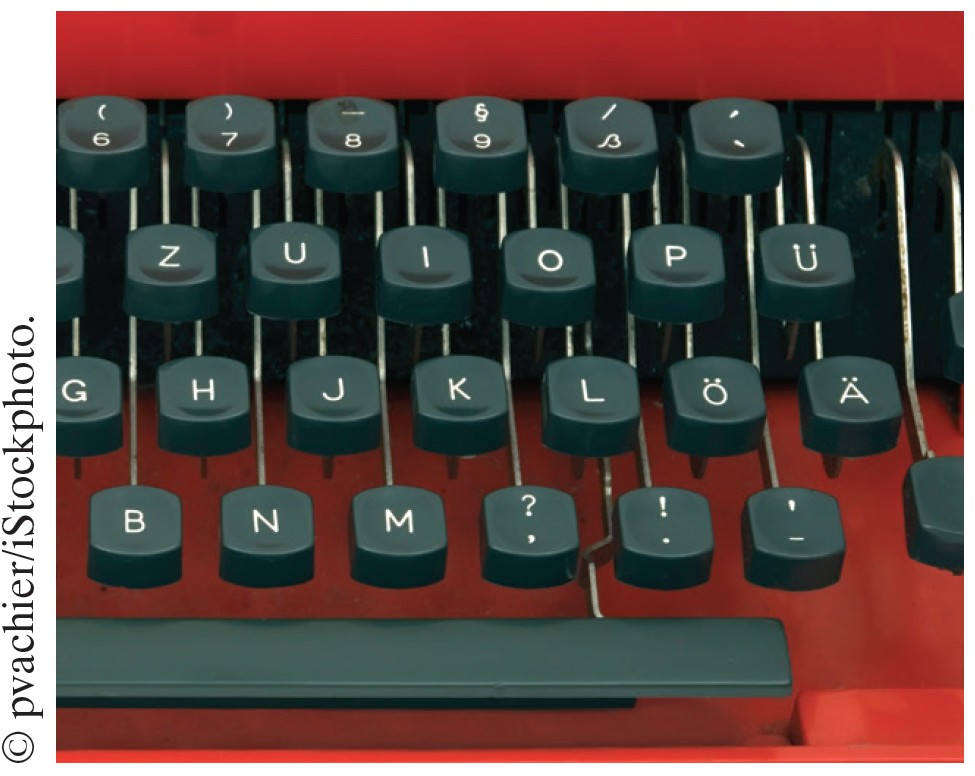 ( ) _ § / ´
6 7 8 9 ß `
Z U I O P Ü
G H J K L Ö Ä
? ! '
B N M , . -
© pvachier/iStockphoto.